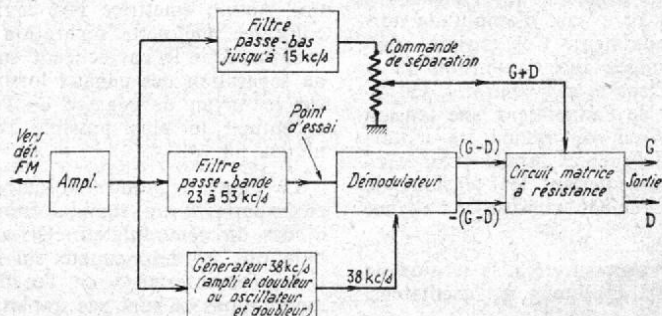 Filtre
passe-bas
jusqu'à 15 kc/s
Commande
de séparation
G+D
Point
d'essai
Vers
dét.
FM
Ampl.
Filtre
passe-bande
23 à 53 kc/s
Démodulateur
(G-D)
-(G-D)
Circuit matrice
à résistance
G
Sortie
D
Générateur 38 kc/s
(ampli et doubleur
ou oscillateur
et doubleur)
38 kc/s